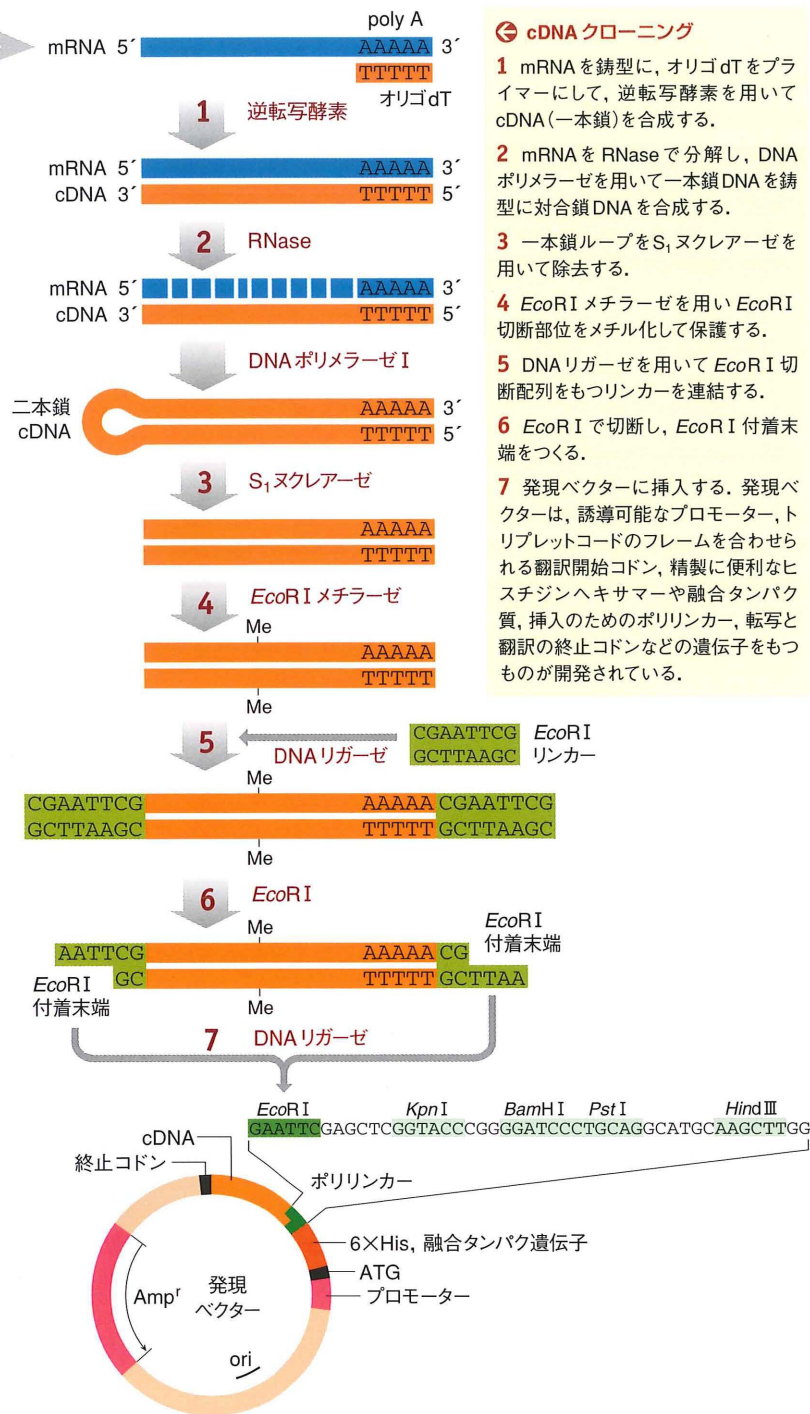 poly A
mRNA 5′ AAAAA 3′
TTTTT
オリゴdT
1 逆転写酵素
mRNA 5′ AAAAA 3′
cDNA 3′ TTTTT 5′
2 RNase
mRNA 5′ AAAAA 3′
cDNA 3′ TTTTT 5′
DNAポリメラーゼⅠ
二本鎖
cDNA
AAAAA 3′
TTTTT 5′
3 S₁ヌクレアーゼ
AAAAA
TTTTT
4 EcoRⅠメチラーゼ
Me
AAAAA
TTTTT
Me
5 DNAリガーゼ
CGAATTCG EcoRⅠ
GCTTAAGC リンカー
Me
CGAATTCG AAAAA CGAATTCG
GCTTAAGC TTTTT GCTTAAGC
Me
6 EcoRⅠ
Me
EcoRⅠ
付着末端
AATTCG AAAAA CG
GC TTTTT GCTTAA
EcoRⅠ
付着末端
Me
7 DNAリガーゼ
EcoRⅠ KpnⅠ BamHⅠ PstⅠ HindⅢ
GAATTCGAGCTCGGTACCCGGGGATCCCTGCAGGCATGCAAGCTTGG
cDNA
終止コドン
ポリリンカー
6×His, 融合タンパク遺伝子
ATG
プロモーター
Ampʳ
発現
ベクター
ori
cDNAクローニング
1 mRNAを鋳型に，オリゴdTをプラ
イマーにして，逆転写酵素を用いて
cDNA（一本鎖）を合成する．
2 mRNAをRNaseで分解し，DNA
ポリメラーゼを用いて一本鎖DNAを鋳
型に対合鎖DNAを合成する．
3 一本鎖ループをS₁ヌクレアーゼを
用いて除去する．
4 EcoRⅠメチラーゼを用いEcoRⅠ
切断部位をメチル化して保護する．
5 DNAリガーゼを用いてEcoRⅠ切
断配列をもつリンカーを連結する．
6 EcoRⅠで切断し，EcoRⅠ付着末
端をつくる．
7 発現ベクターに挿入する．発現ベ
クターは，誘導可能なプロモーター，ト
リプレットコードのフレームを合わせら
れる翻訳開始コドン，精製に便利なヒ
スチジンヘキサマーや融合タンパク
質，挿入のためのポリリンカー，転写と
翻訳の終止コドンなどの遺伝子をもつ
ものが開発されている．